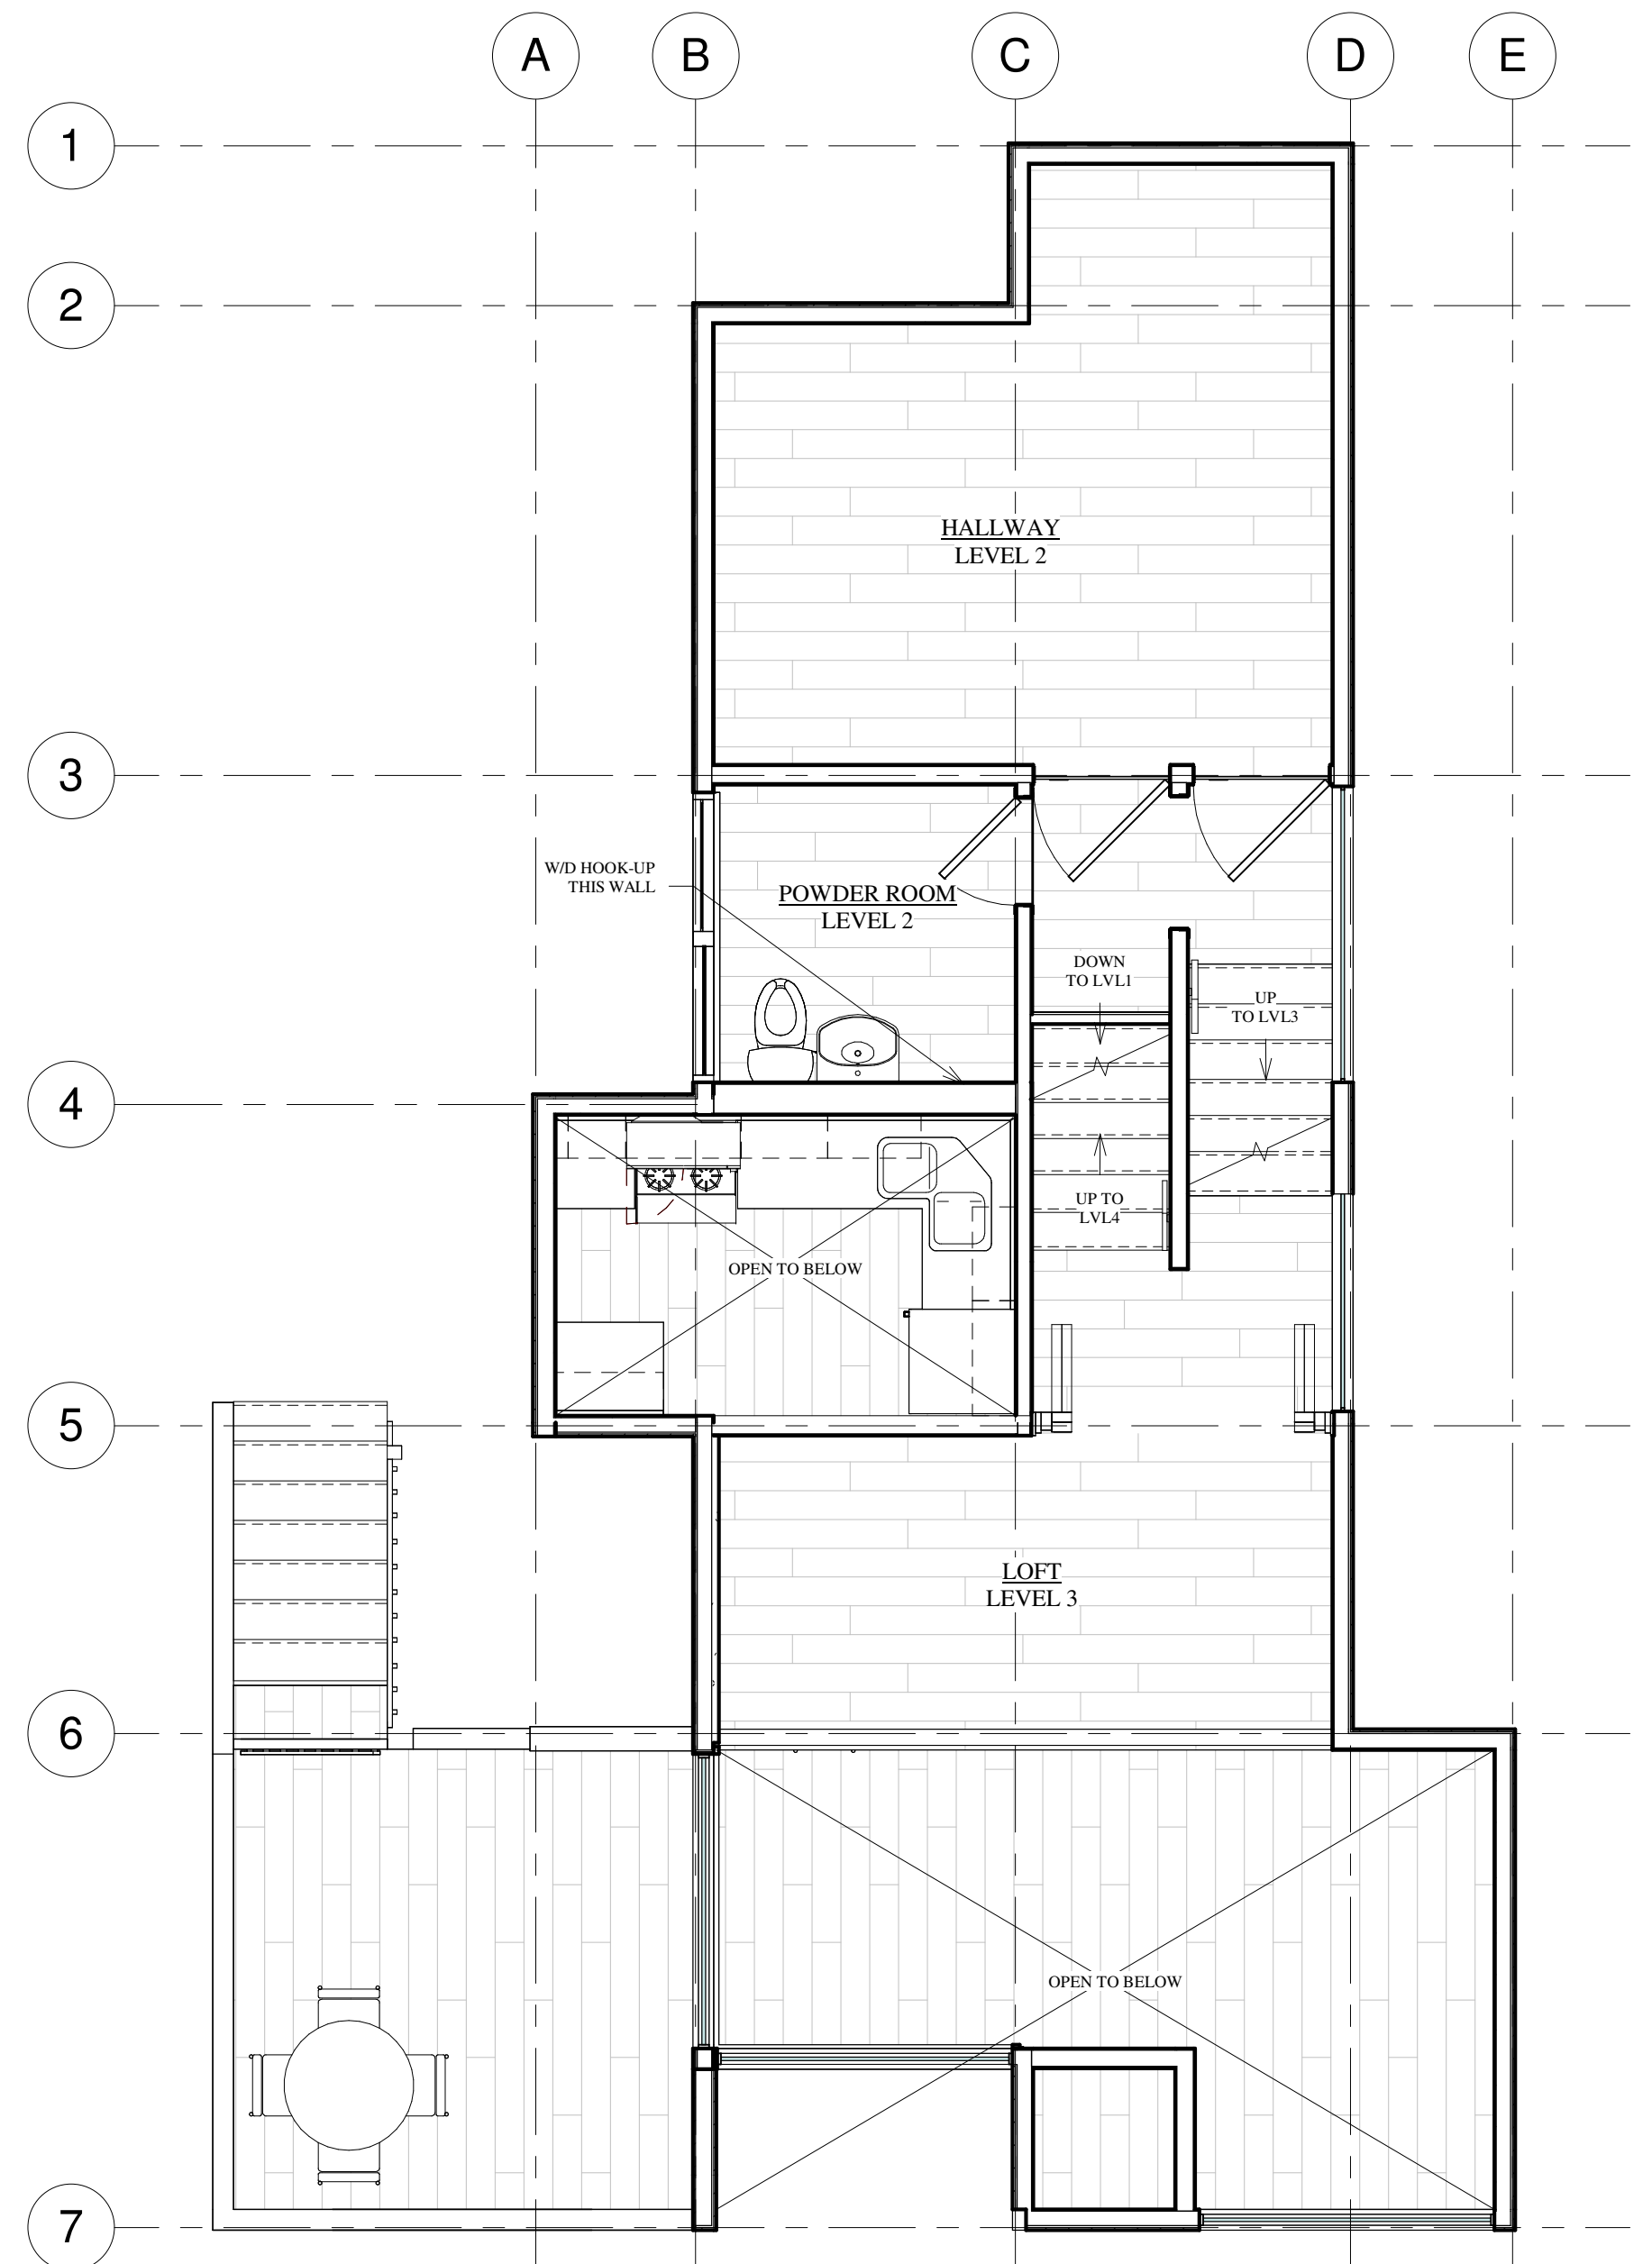 A
B
C
D
E
1
2
3
4
5
6
7
HALLWAY
LEVEL 2
W/D HOOK-UP
THIS WALL
POWDER ROOM
LEVEL 2
DOWN
TO LVL1
UP
TO LVL3
UP TO
LVL4
OPEN TO BELOW
LOFT
LEVEL 3
OPEN TO BELOW